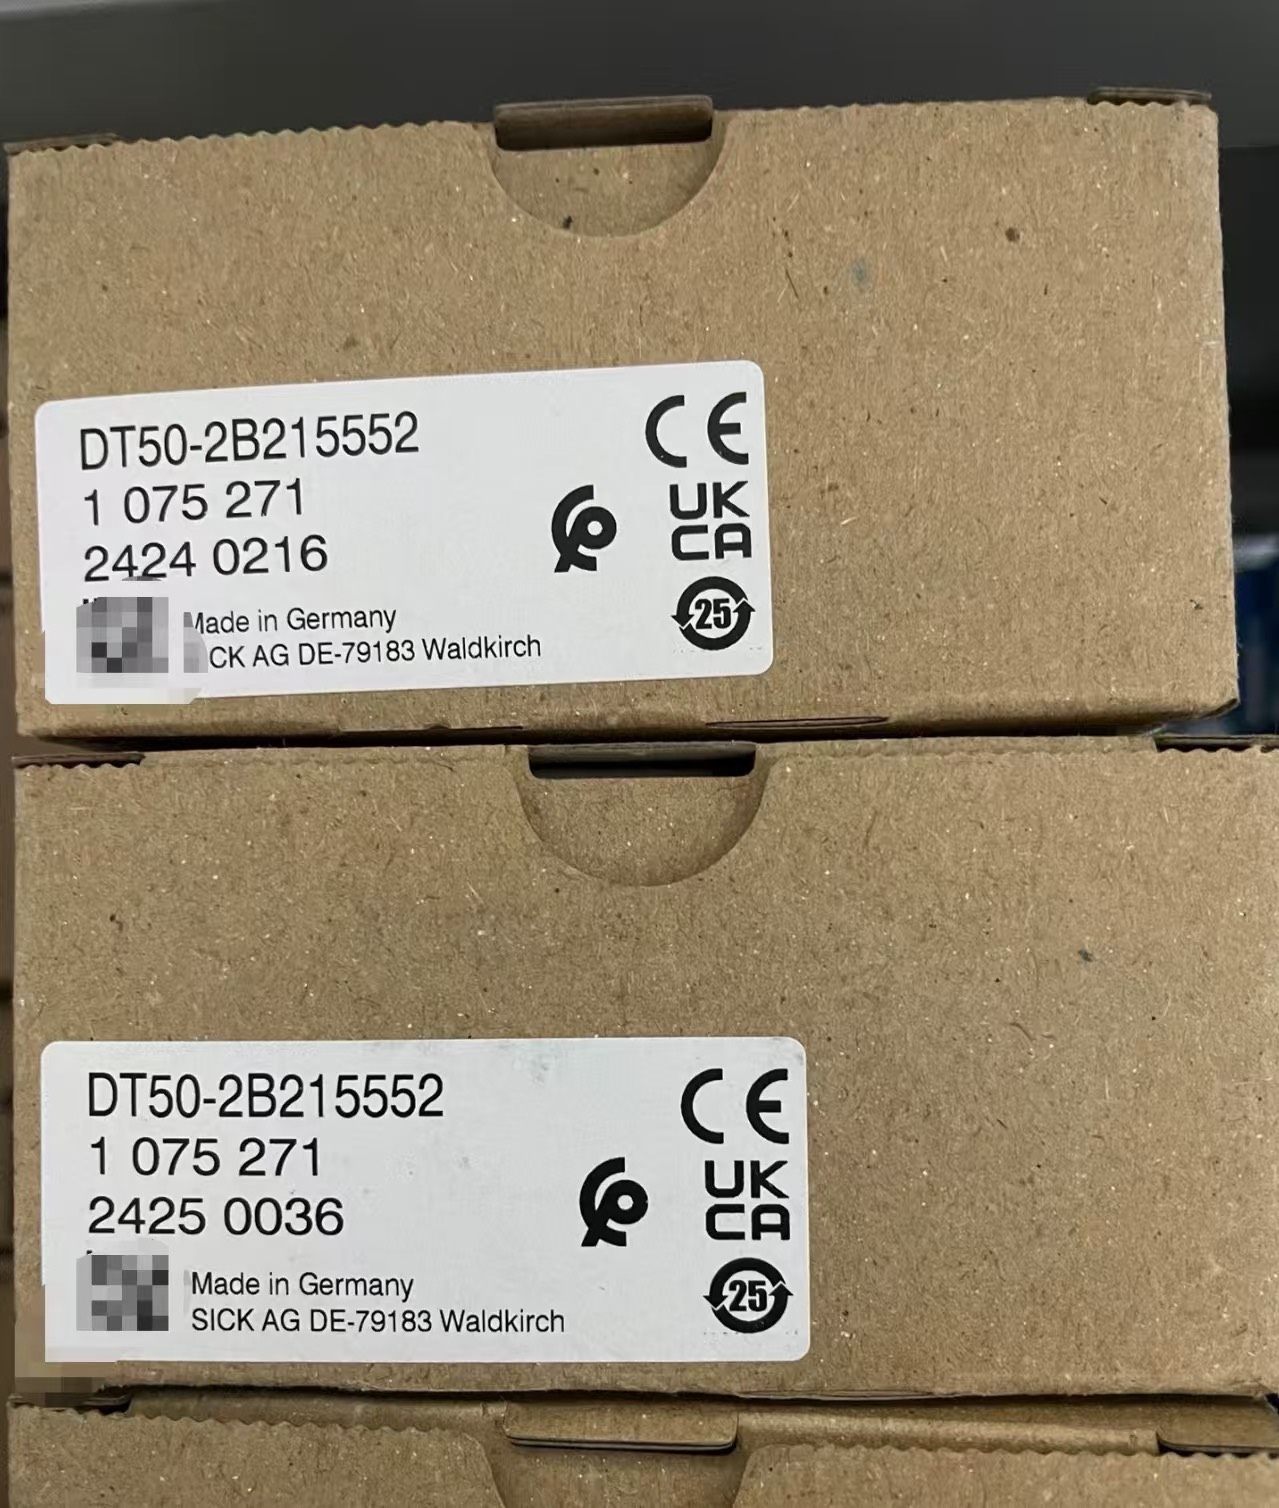 DT50-2B215552
1 075 271
2424 0216
Made in Germany
CK AG DE-79183 Waldkirch
CE
UK
CA
25
DT50-2B215552
1 075 271
2425 0036
Made in Germany
SICK AG DE-79183 Waldkirch
CE
UK
CA
25